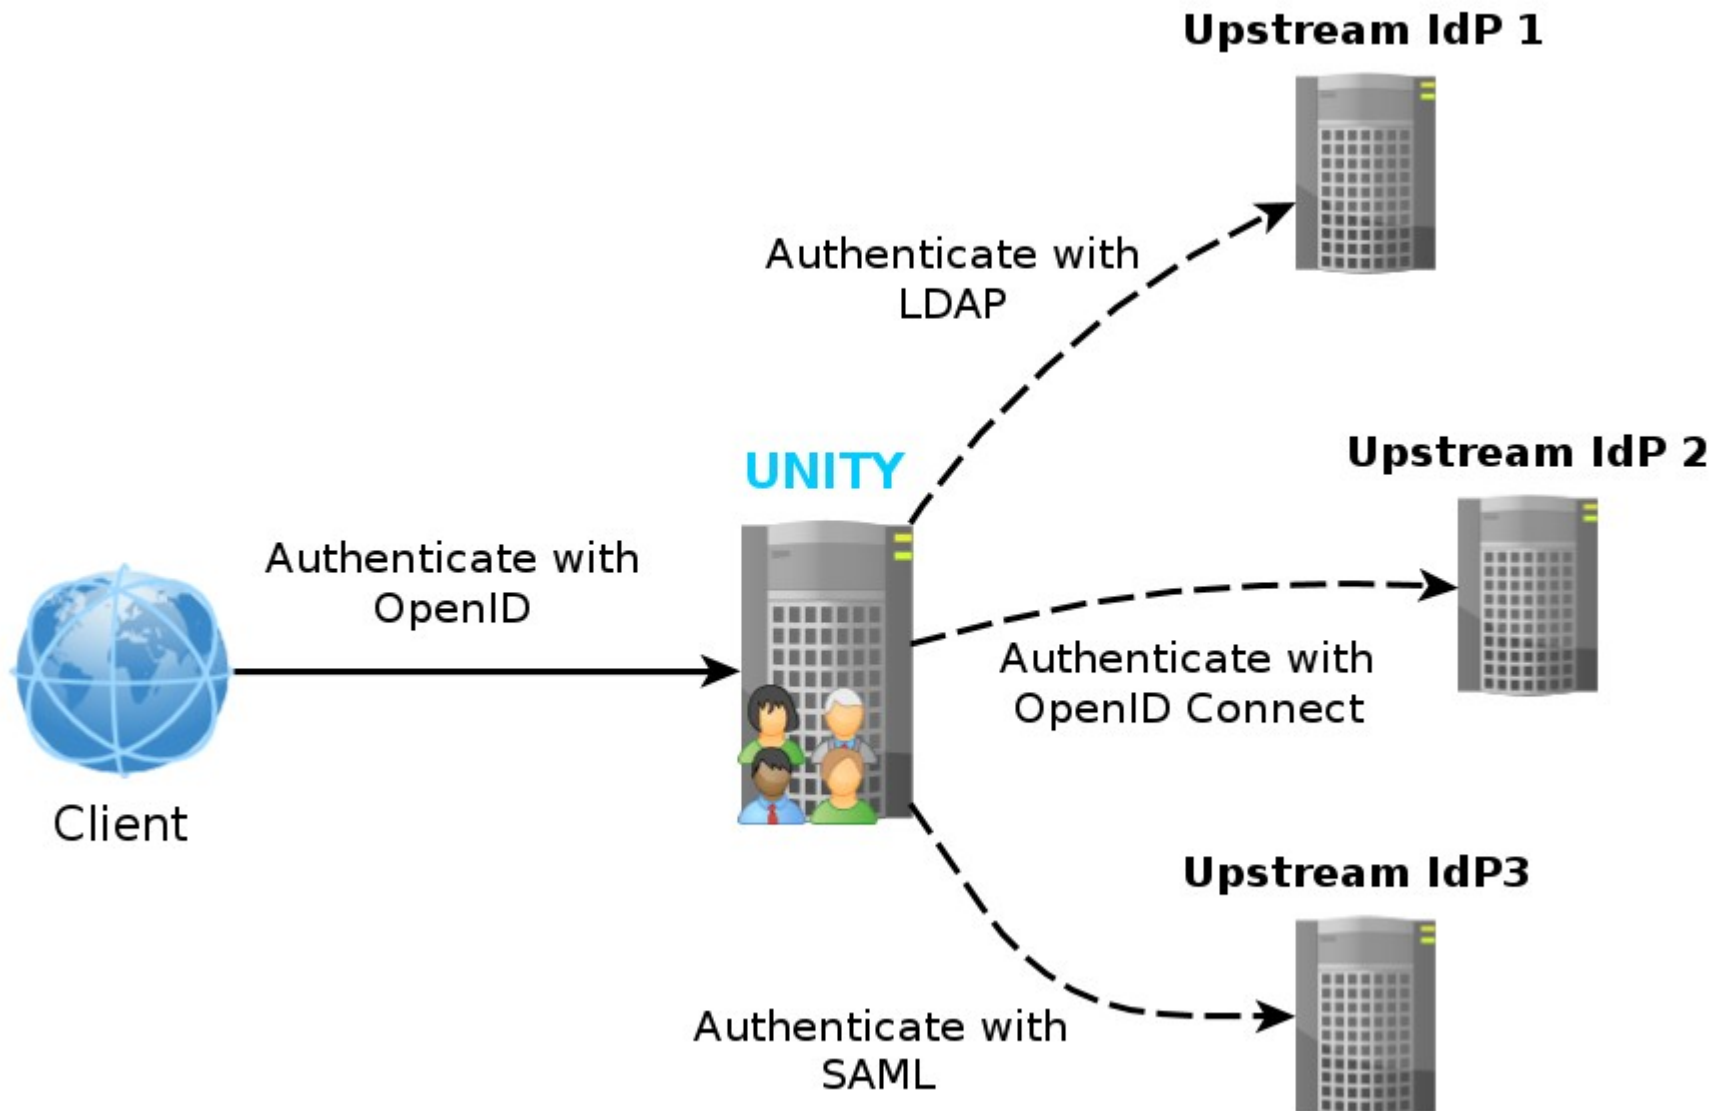 Upstream IdP 1
Authenticate with
LDAP
UNITY
Upstream IdP 2
Authenticate with
OpenID
Authenticate with
OpenID Connect
Client
Upstream IdP3
Authenticate with
SAML